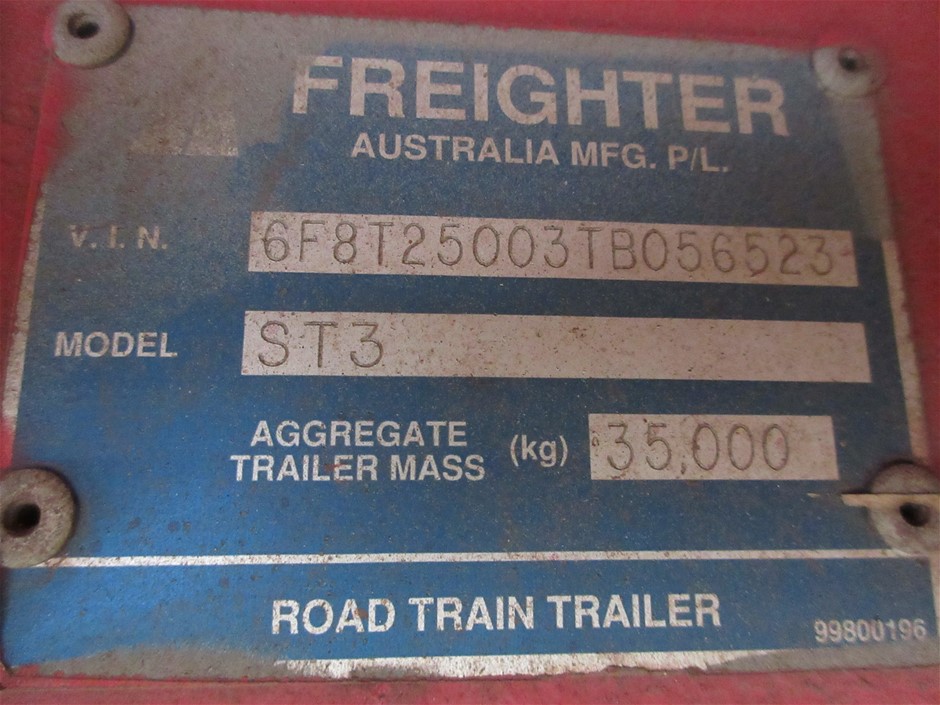 FREIGHTER
AUSTRALIA MFG. P/L.
V. I. N. 6F8T25003TB056523
MODEL ST3
AGGREGATE
TRAILER MASS (kg) 35,000
ROAD TRAIN TRAILER
99800196